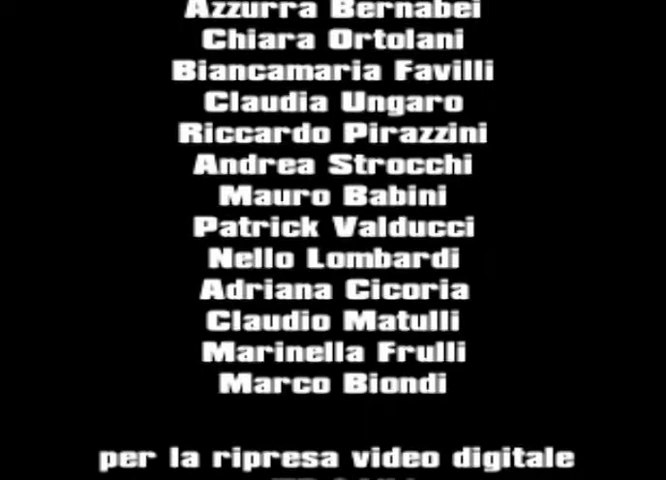 Azzurra Bernabei
Chiara Ortolani
Biancamaria Favilli
Claudia Ungaro
Riccardo Pirazzini
Andrea Strocchi
Mauro Babini
Patrick Valducci
Nello Lombardi
Adriana Cicoria
Claudio Matulli
Marinella Frulli
Marco Biondi
per la ripresa video digitale